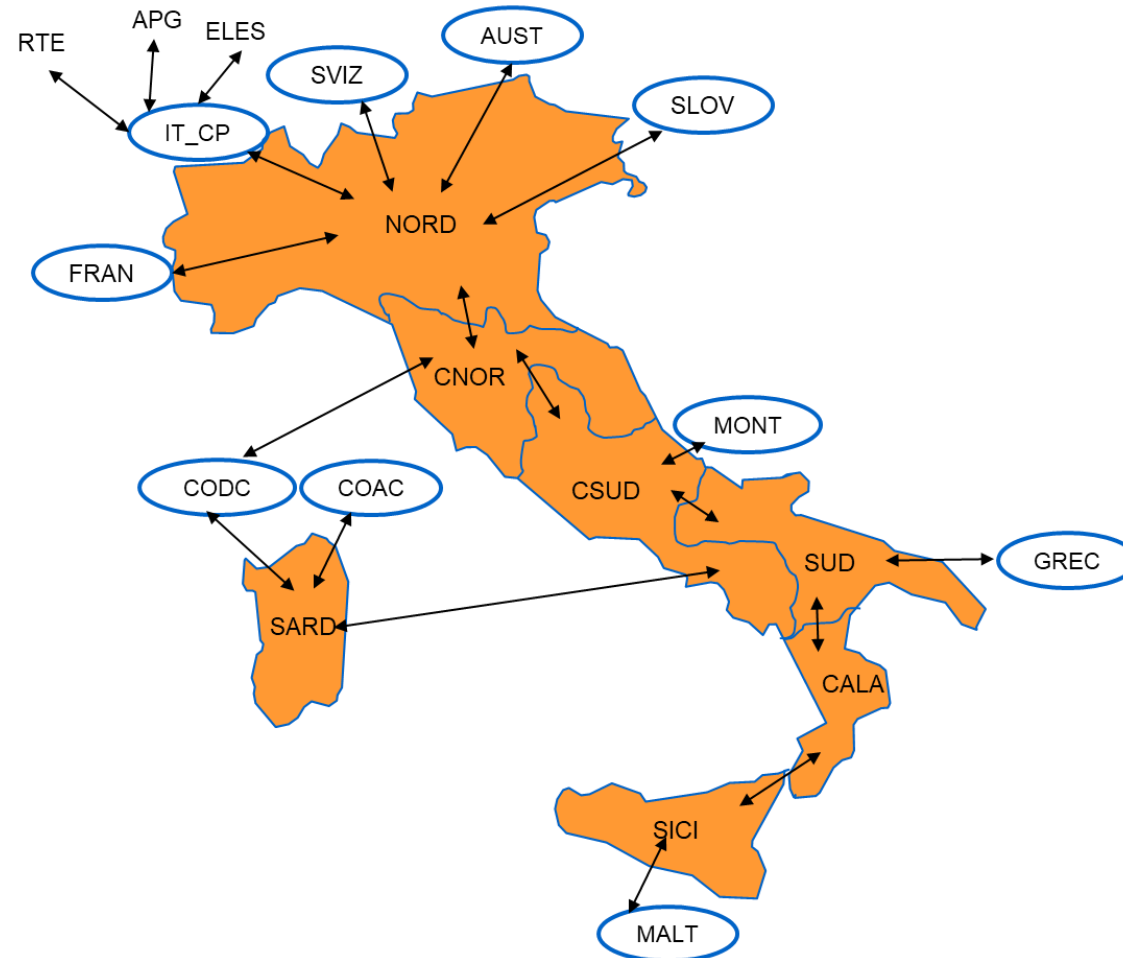 APG
ELES
RTE
AUST
SVIZ
SLOV
IT_CP
NORD
FRAN
CNOR
MONT
CODC
COAC
CSUD
SUD
GREC
SARD
CALA
SICI
MALT